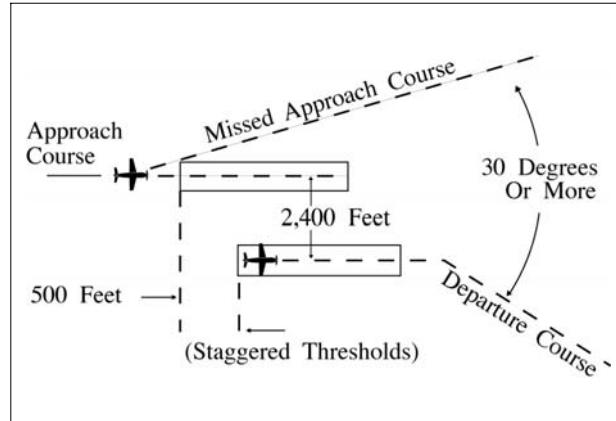 Missed Approach Course
Approach
Course
30 Degrees
Or More
2,400 Feet
500 Feet
Departure Course
(Staggered Thresholds)